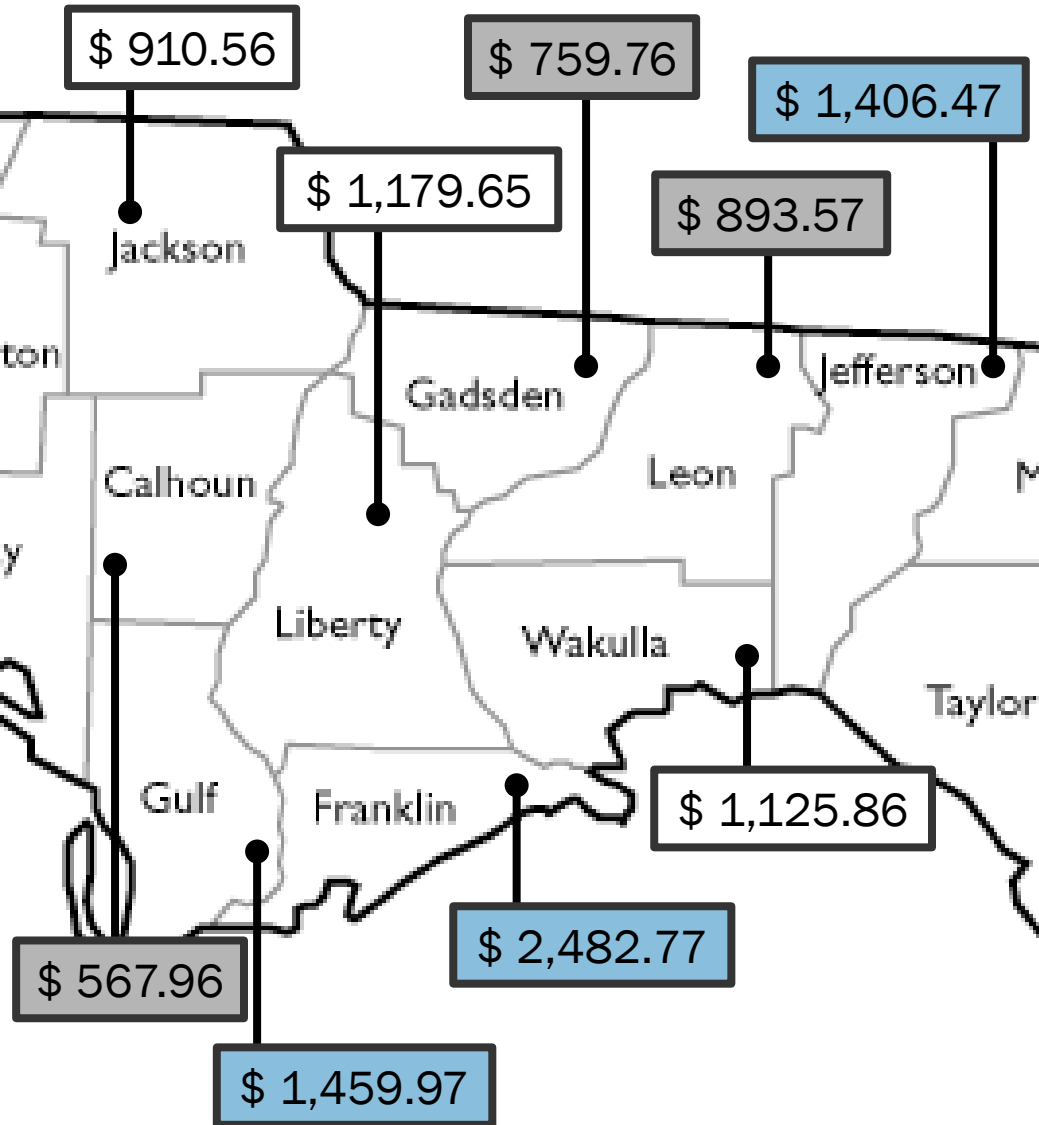 $ 910.56
$ 759.76
$ 1,406.47
$ 1,179.65
$ 893.57
Jackson
ton
Jefferson
Gadsden
Leon
M
Calhoun
y
Liberty
Wakulla
Taylor
Gulf
Franklin
$ 1,125.86
$ 2,482.77
$ 567.96
$ 1,459.97